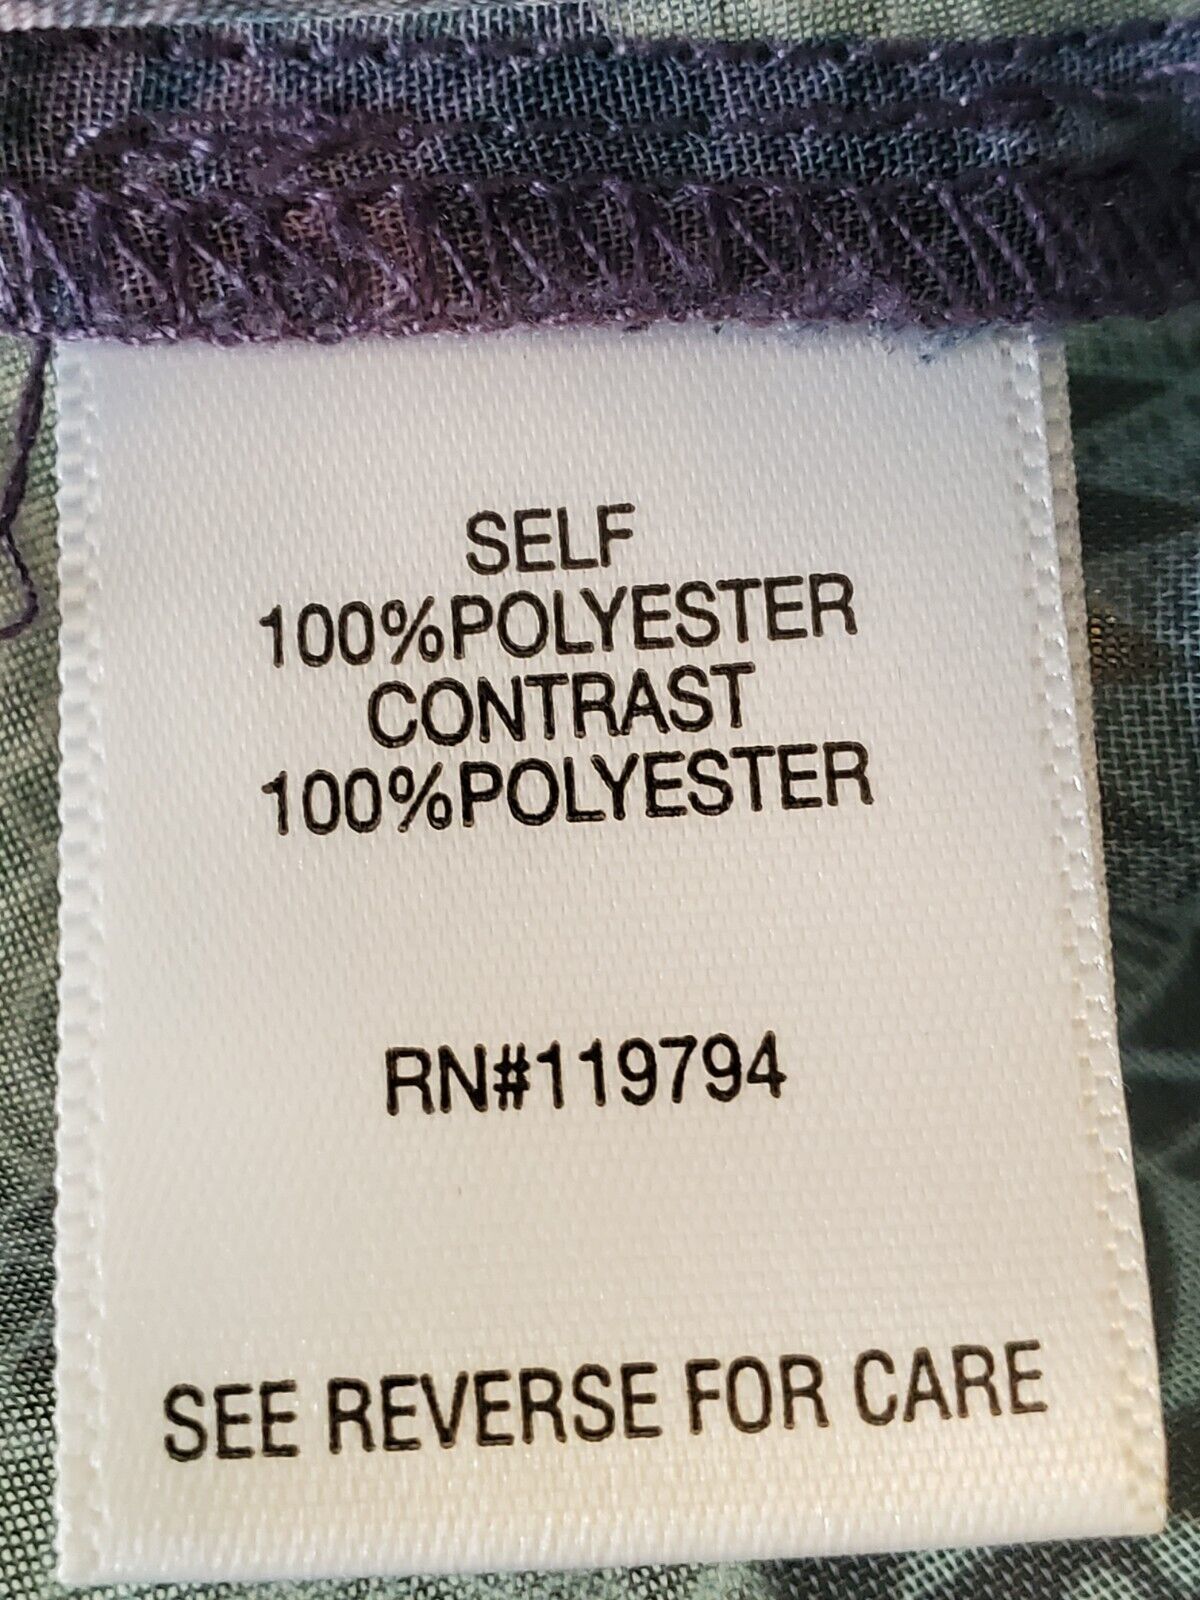 SELF
100%POLYESTER
CONTRAST
100%POLYESTER
RN#119794
SEE REVERSE FOR CARE